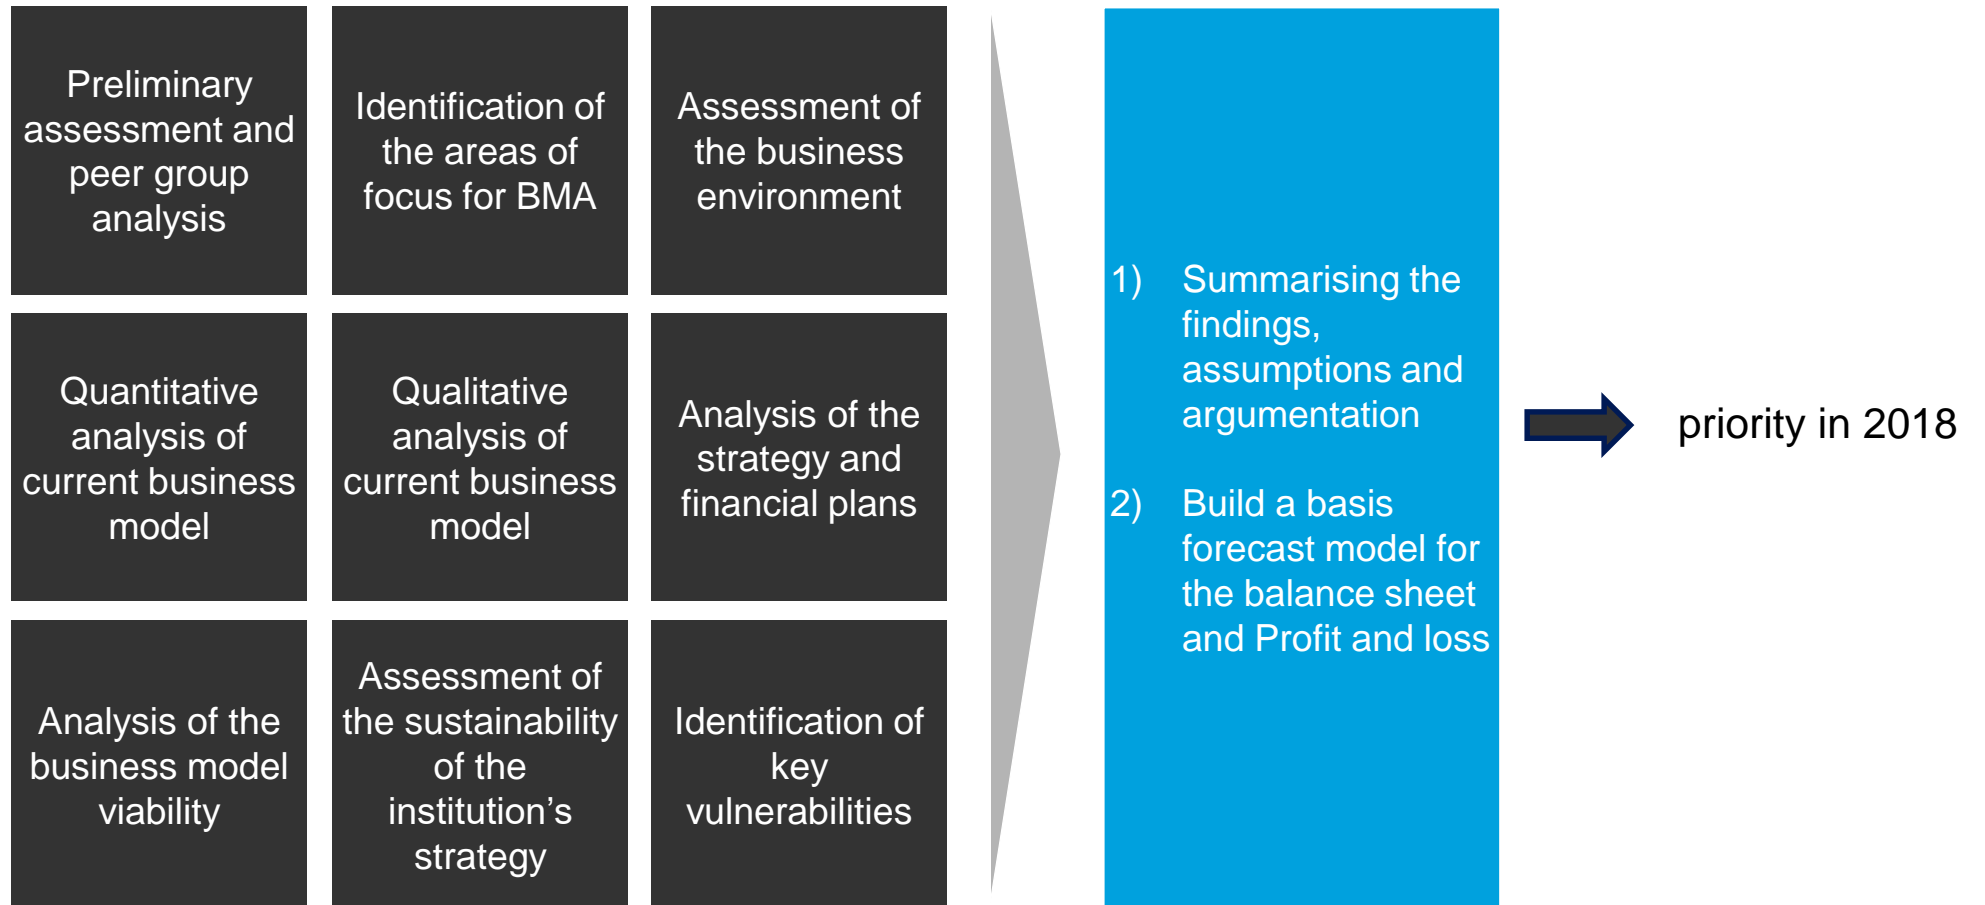 Preliminary
assessment and
peer group
analysis
Identification of
the areas of
focus for BMA
Assessment of
the business
environment
Quantitative
analysis of
current business
model
Qualitative
analysis of
current business
model
Analysis of the
strategy and
financial plans
Analysis of the
business model
viability
Assessment of
the sustainability
of the
institution’s
strategy
Identification of
key
vulnerabilities
1) Summarising the
findings,
assumptions and
argumentation
2) Build a basis
forecast model for
the balance sheet
and Profit and loss
priority in 2018